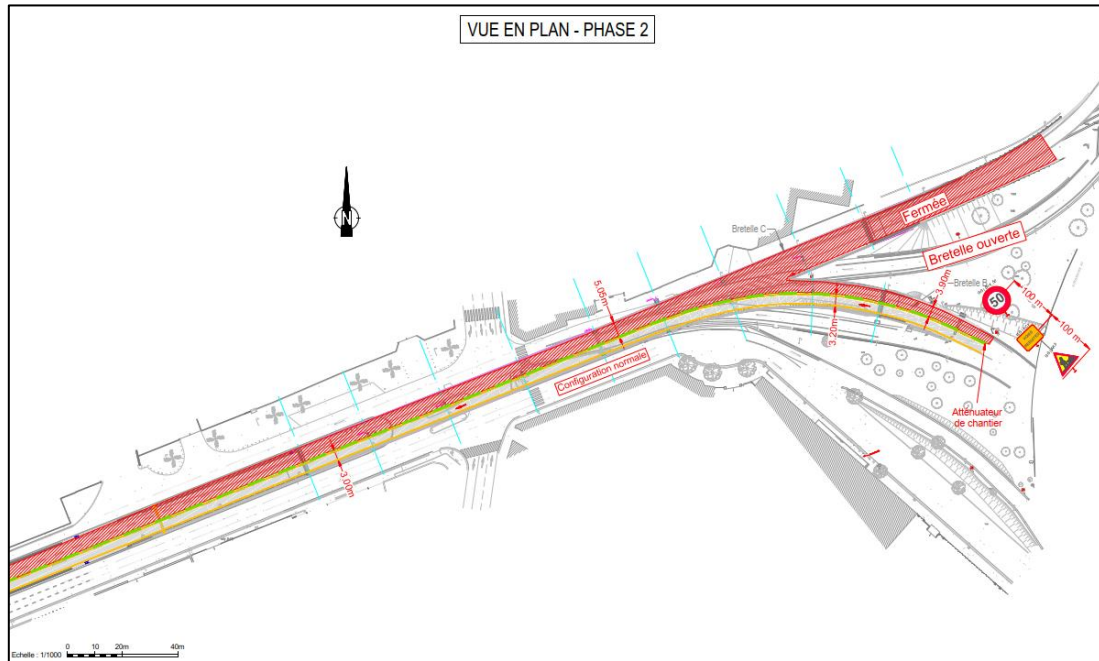 VUE EN PLAN - PHASE 2
N
Fermée
Bretelle C
Bretelle ouverte
Bretelle B
3.90m
50
100 m
100 m
5.05m
3.20m
Configuration normale
Atténuateur
de chantier
3.00m
Echelle : 1/1000
0 10 20m 40m